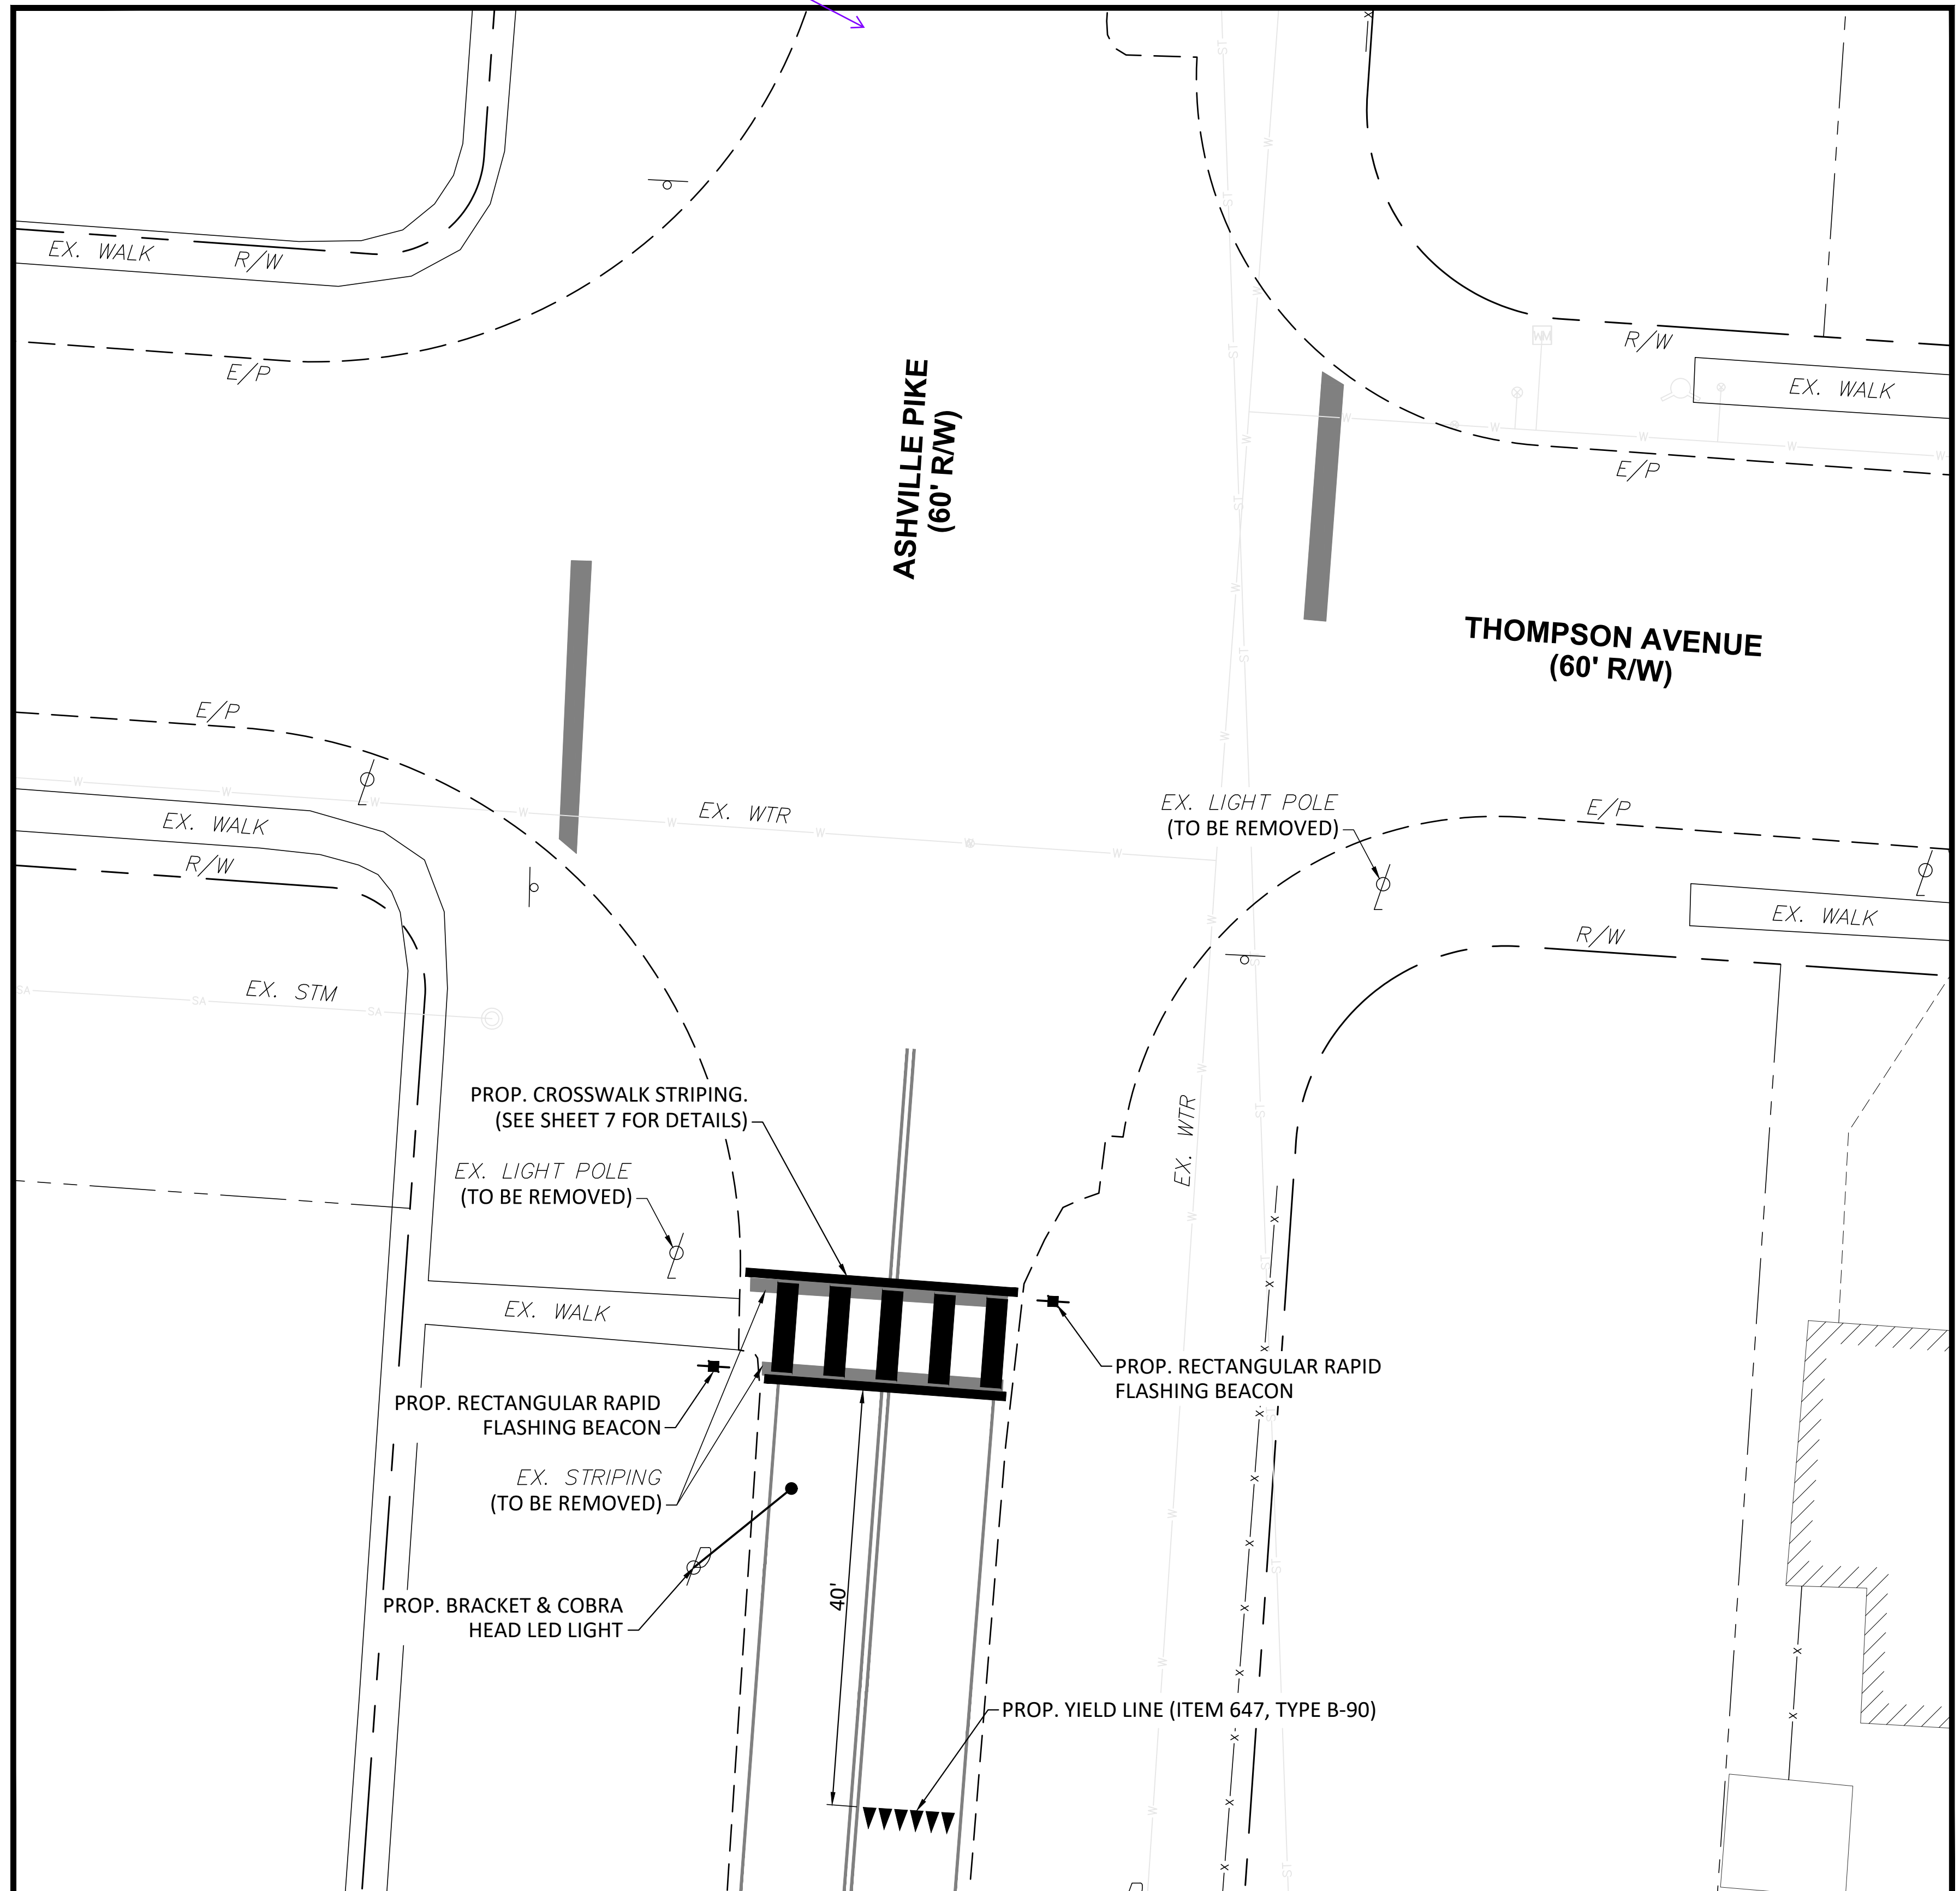 EX. WALK
R/W
E/P
ASHVILLE PIKE
(60' R/W)
R/W
WM
EX. WALK
E/P
THOMPSON AVENUE
(60' R/W)
E/P
EX. WALK
R/W
EX. WTR
EX. LIGHT POLE
(TO BE REMOVED)
E/P
EX. WALK
R/W
EX. STM
EX. WTR
PROP. CROSSWALK STRIPING.
(SEE SHEET 7 FOR DETAILS)
EX. LIGHT POLE
(TO BE REMOVED)
EX. WALK
PROP. RECTANGULAR RAPID
FLASHING BEACON
PROP. RECTANGULAR RAPID
FLASHING BEACON
EX. STRIPING
(TO BE REMOVED)
PROP. BRACKET & COBRA
HEAD LED LIGHT
40'
PROP. YIELD LINE (ITEM 647, TYPE B-90)